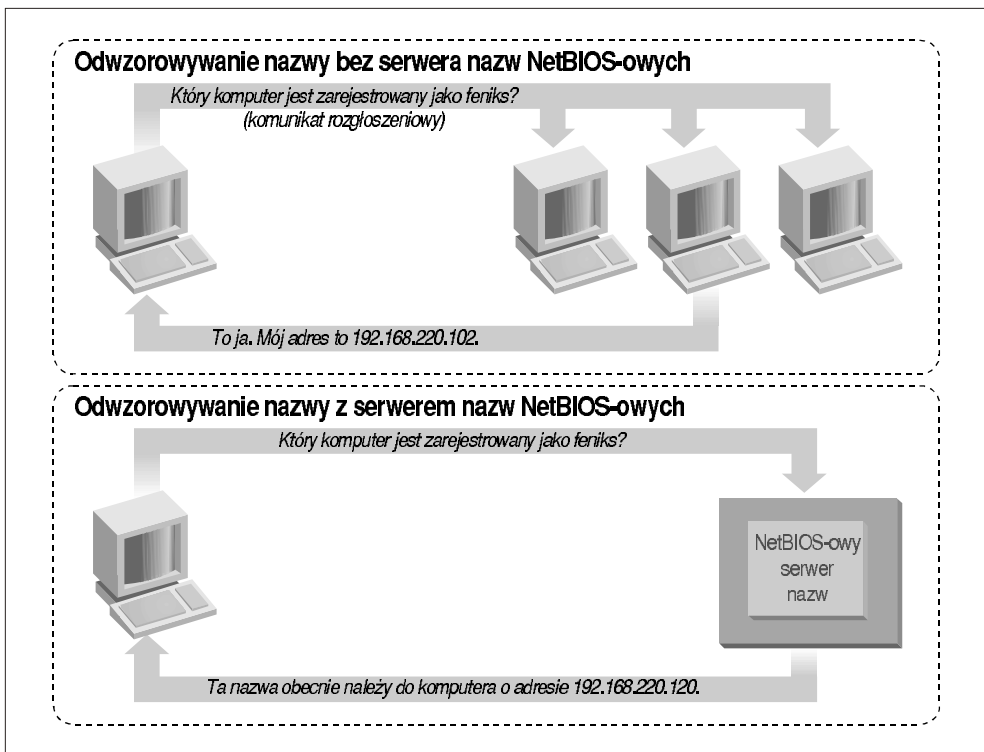 Odwzorowywanie nazwy bez serwera nazw NetBIOS-owych
Który komputer jest zarejestrowany jako feniks?
(komunikat rozgłoszeniowy)
To ja. Mój adres to 192.168.220.102.
Odwzorowywanie nazwy z serwerem nazw NetBIOS-owych
Który komputer jest zarejestrowany jako feniks?
NetBIOS-owy
serwer
nazw
Ta nazwa obecnie należy do komputera o adresie 192.168.220.120.